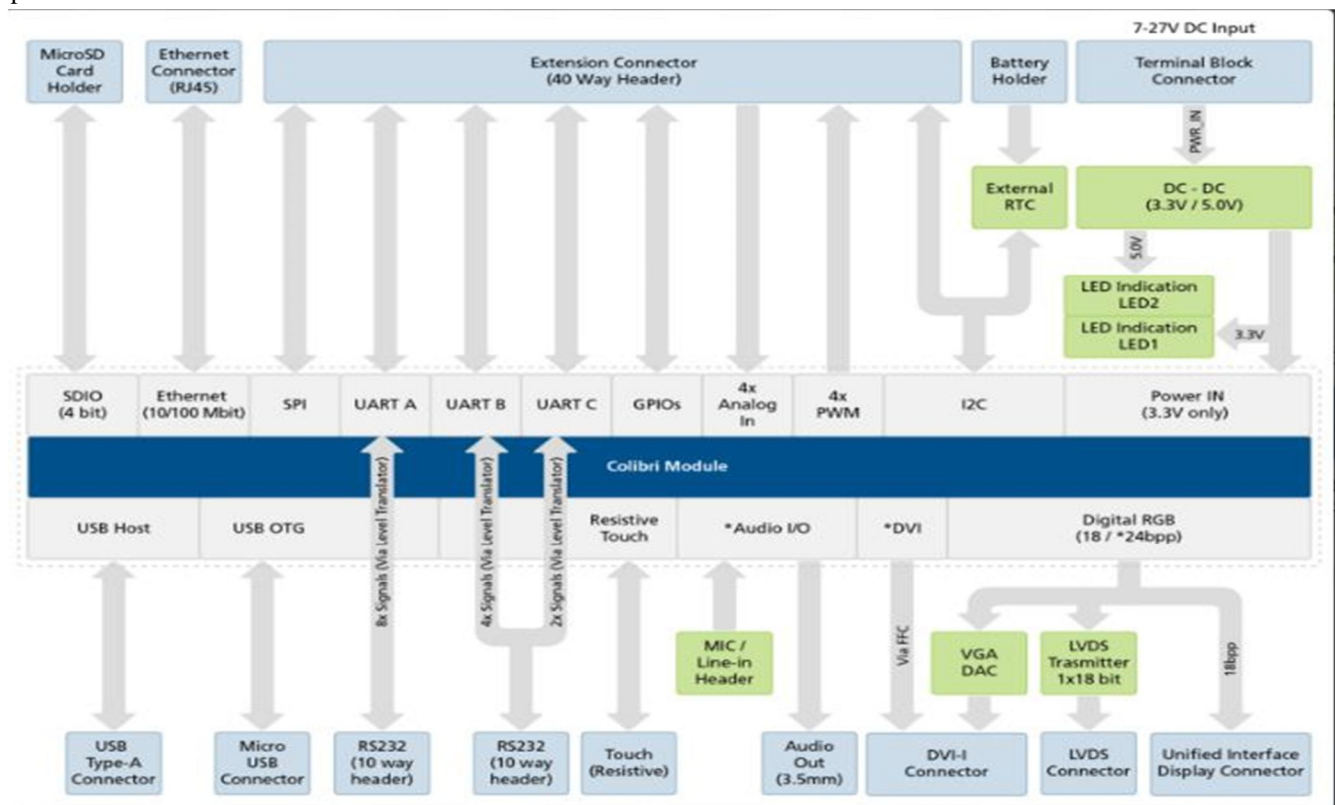 7-27V DC Input
MicroSD
Card
Holder
Ethernet
Connector
(RJ45)
Extension Connector
(40 Way Header)
Battery
Holder
Terminal Block
Connector
PWR_IN
External
RTC
DC - DC
(3.3V / 5.0V)
5.0V
LED Indication
LED2
LED Indication
LED1
3.3V
SDIO
(4 bit)
Ethernet
(10/100 Mbit)
SPI
UART A
UART B
UART C
GPIOs
4x
Analog
In
4x
PWM
I2C
Power IN
(3.3V only)
Colibri Module
USB Host
USB OTG
8x Signals (Via Level Translator)
4x Signals (Via Level Translator)
2x Signals (Via Level Translator)
Resistive
Touch
*Audio I/O
*DVI
Digital RGB
(18 / *24bpp)
MIC /
Line-in
Header
Via FFC
VGA
DAC
LVDS
Trasmitter
1x18 bit
18bpp
USB
Type-A
Connector
Micro
USB
Connector
RS232
(10 way
header)
RS232
(10 way
header)
Touch
(Resistive)
Audio
Out
(3.5mm)
DVI-I
Connector
LVDS
Connector
Unified Interface
Display Connector